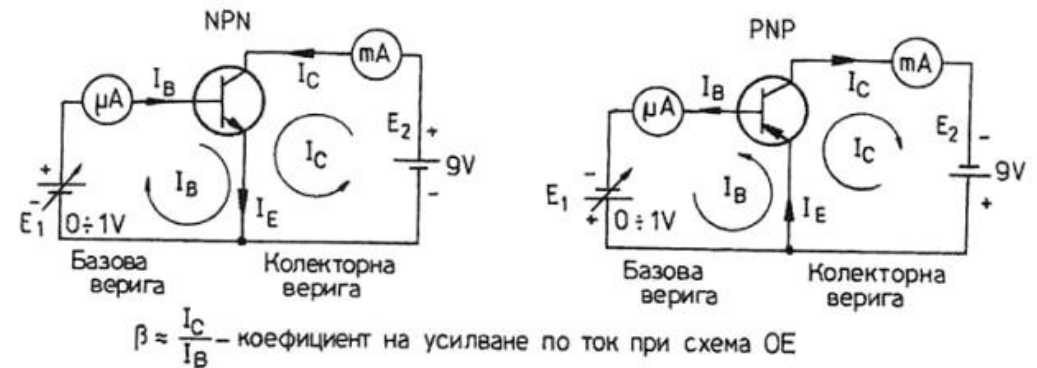 NPN
μA
I_B
I_C
mA
E₂
+
-
9V
I_C
I_B
I_E
+
-
E₁
0÷1V
Базова
верига
Колекторна
верига
PNP
μA
I_B
I_C
mA
E₂
-
+
9V
I_C
I_B
I_E
-
+
E₁
0÷1V
Базова
верига
Колекторна
верига
β ≈ I_C / I_B – коефициент на усилване по ток при схема ОЕ